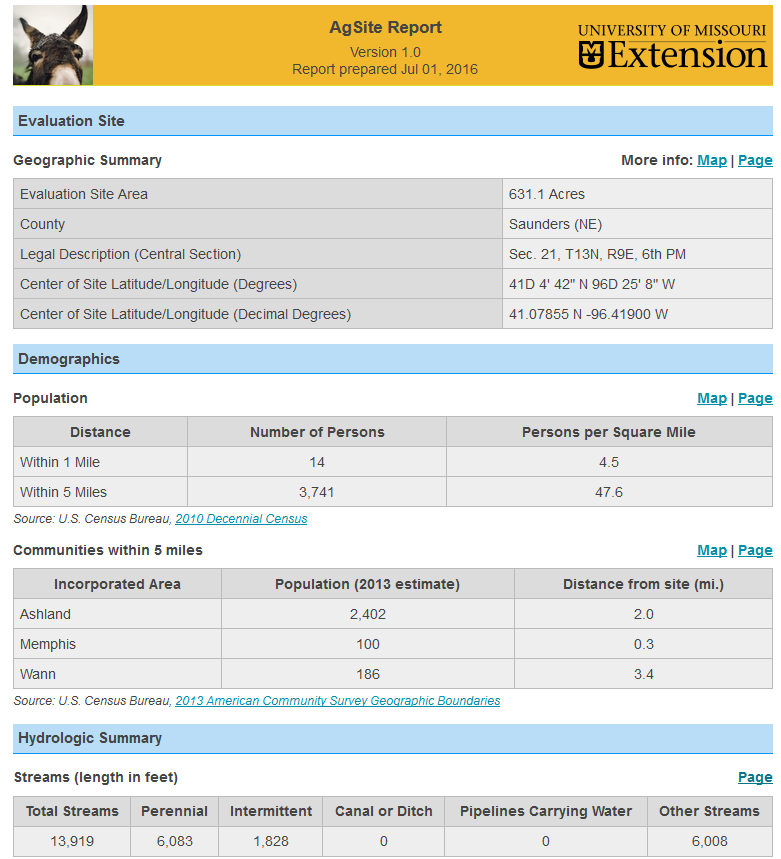 AgSite Report
Version 1.0
Report prepared Jul 01, 2016
UNIVERSITY OF MISSOURI
Extension
Evaluation Site
Geographic Summary More info: Map | Page
Evaluation Site Area 631.1 Acres
County Saunders (NE)
Legal Description (Central Section) Sec. 21, T13N, R9E, 6th PM
Center of Site Latitude/Longitude (Degrees) 41D 4' 42" N 96D 25' 8" W
Center of Site Latitude/Longitude (Decimal Degrees) 41.07855 N -96.41900 W
Demographics
Population Map | Page
Distance Number of Persons Persons per Square Mile
Within 1 Mile 14 4.5
Within 5 Miles 3,741 47.6
Source: U.S. Census Bureau, 2010 Decennial Census
Communities within 5 miles Map | Page
Incorporated Area Population (2013 estimate) Distance from site (mi.)
Ashland 2,402 2.0
Memphis 100 0.3
Wann 186 3.4
Source: U.S. Census Bureau, 2013 American Community Survey Geographic Boundaries
Hydrologic Summary
Streams (length in feet) Page
Total Streams Perennial Intermittent Canal or Ditch Pipelines Carrying Water Other Streams
13,919 6,083 1,828 0 0 6,008